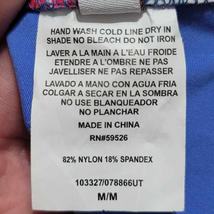 HAND WASH COLD LINE DRY IN
SHADE NO BLEACH DO NOT IRON
LAVER A LA MAIN A L'EAU FROIDE
ETENDRE A L'OMBRE NE PAS
JAVELLISER NE PAS REPASSER
LAVADO A MANO CON AGUA FRIA
COLGAR A SECAR EN LA SOMBRA
NO USE BLANQUEADOR
NO PLANCHAR
MADE IN CHINA
RN#59526
82% NYLON 18% SPANDEX
103327/078866UT
M/M